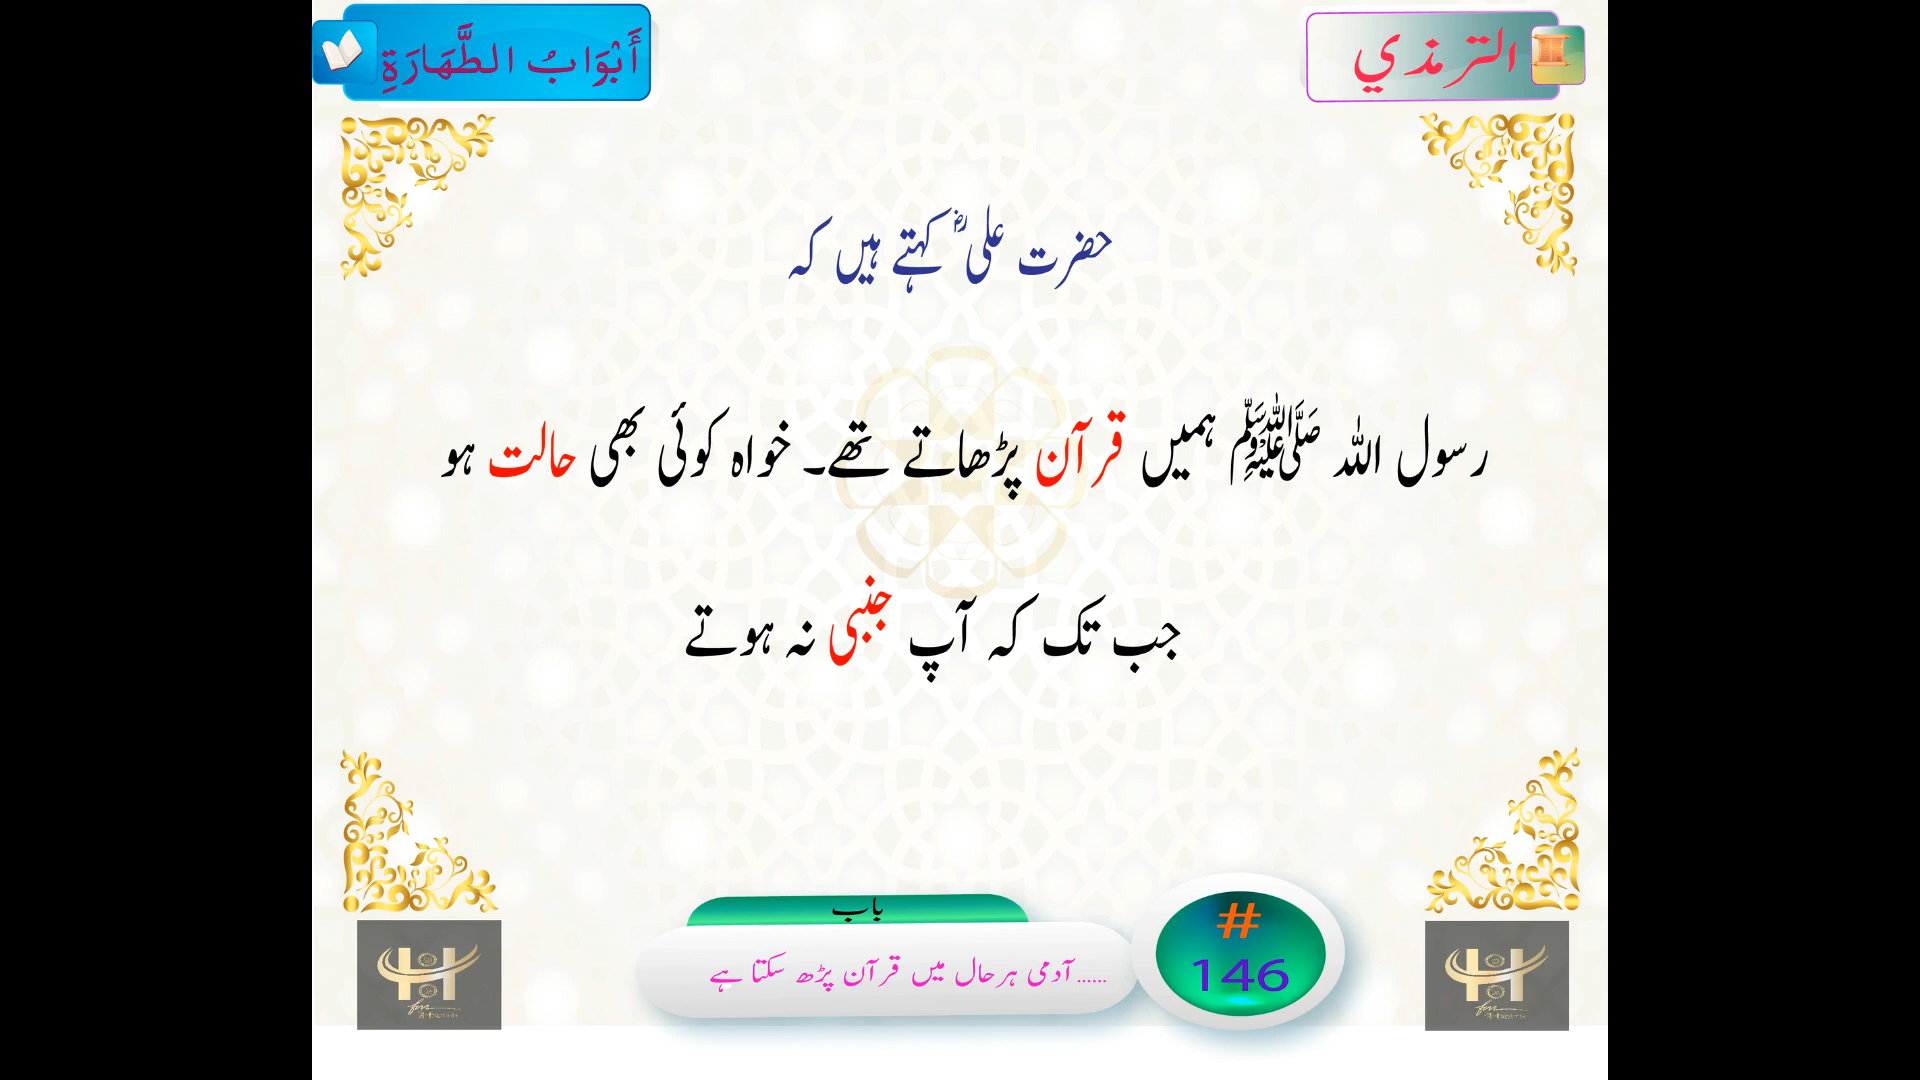 الترمذي
أَبْوَابُ الطَّهَارَةِ
حضرت علیؓ کہتے ہیں کہ
رسول اللہ ﷺ ہمیں قرآن پڑھاتے تھے۔ خواہ کوئی بھی حالت ہو
جب تک کہ آپ جنبی نہ ہوتے
باب
......آدمی ہر حال میں قرآن پڑھ سکتا ہے
#
146